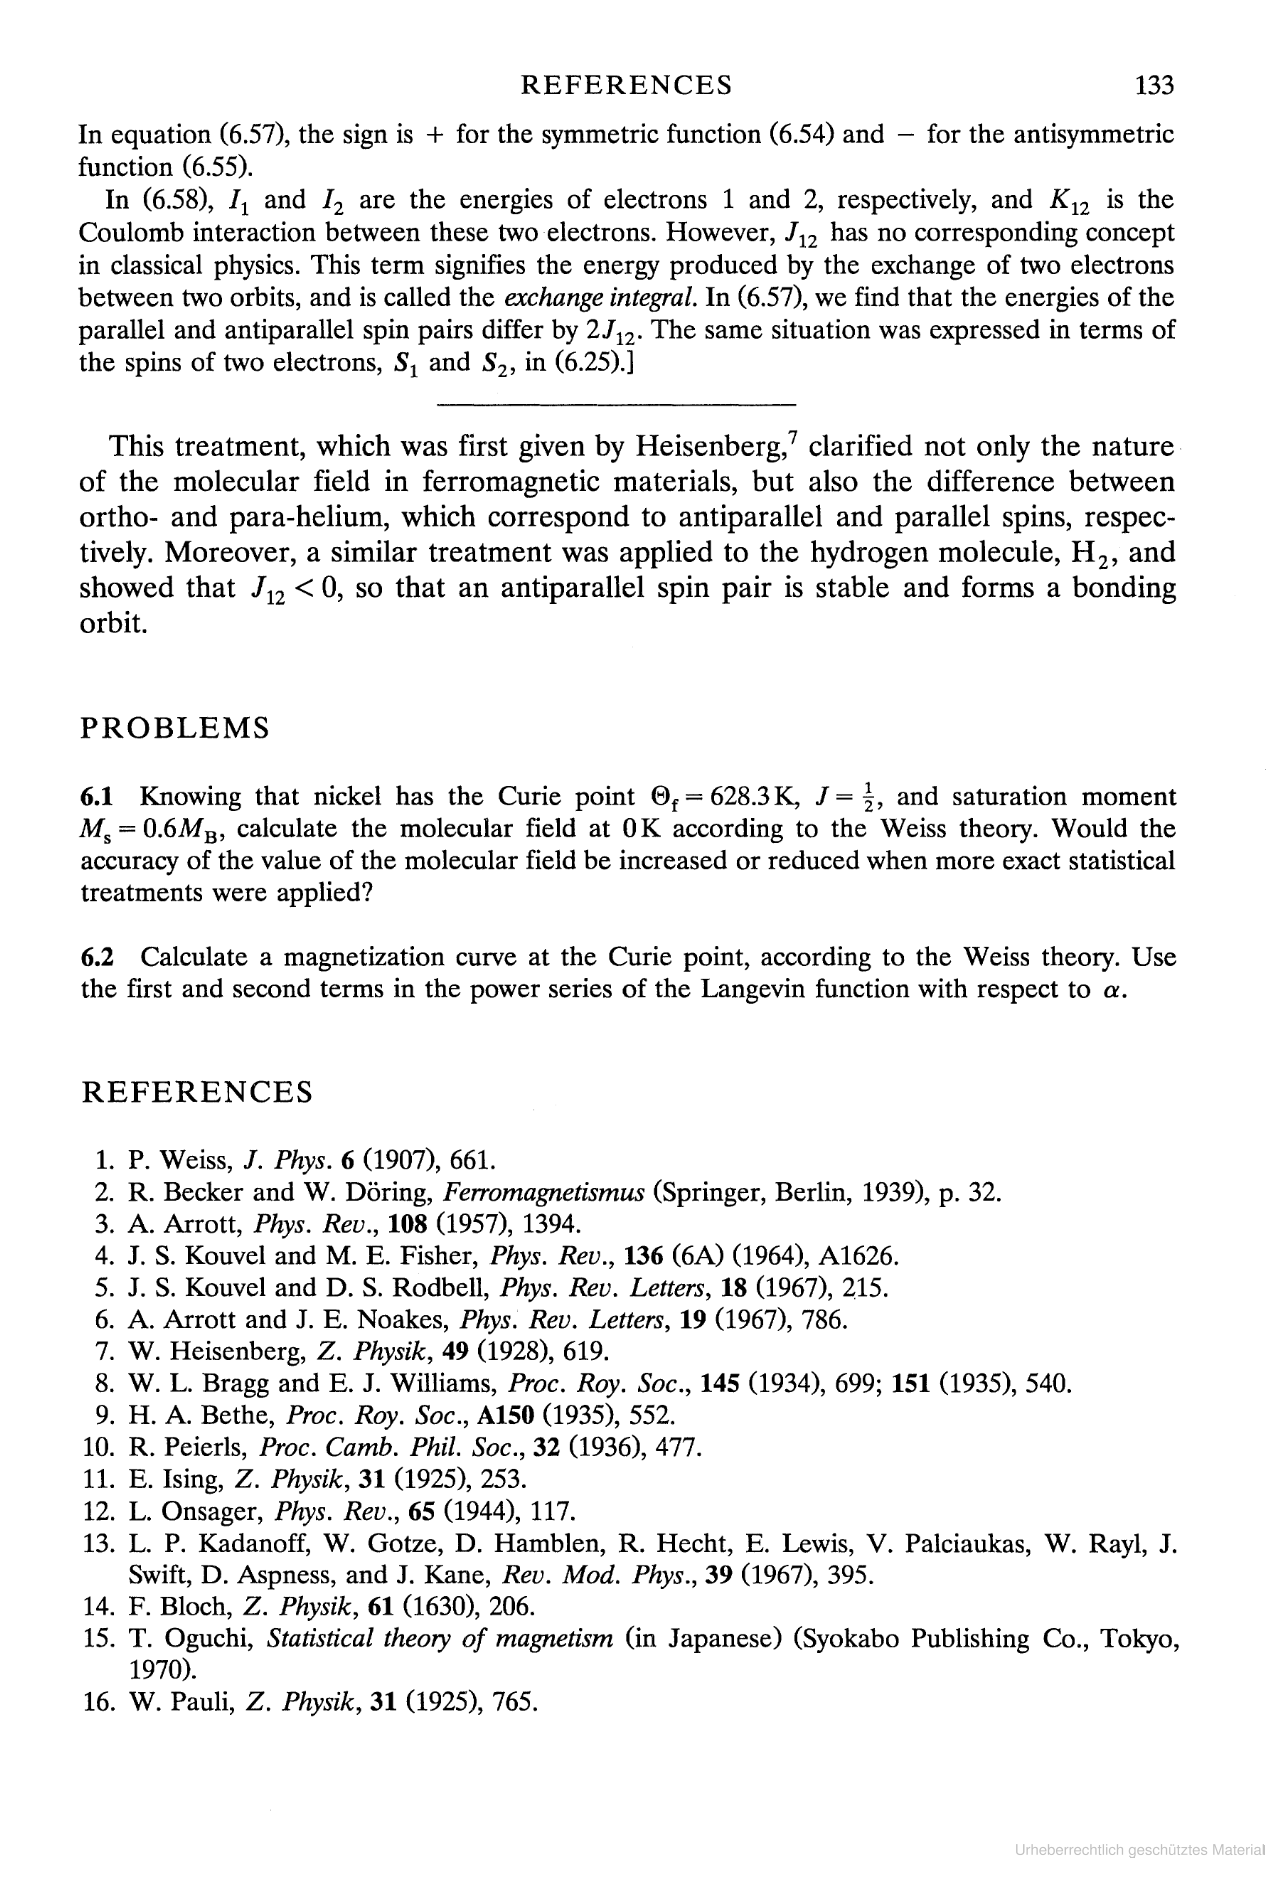 REFERENCES 133
In equation (6.57), the sign is + for the symmetric function (6.54) and − for the antisymmetric
function (6.55).
In (6.58), I₁ and I₂ are the energies of electrons 1 and 2, respectively, and K₁₂ is the
Coulomb interaction between these two electrons. However, J₁₂ has no corresponding concept
in classical physics. This term signifies the energy produced by the exchange of two electrons
between two orbits, and is called the exchange integral. In (6.57), we find that the energies of the
parallel and antiparallel spin pairs differ by 2J₁₂. The same situation was expressed in terms of
the spins of two electrons, S₁ and S₂, in (6.25).]
This treatment, which was first given by Heisenberg,⁷ clarified not only the nature
of the molecular field in ferromagnetic materials, but also the difference between
ortho- and para-helium, which correspond to antiparallel and parallel spins, respec-
tively. Moreover, a similar treatment was applied to the hydrogen molecule, H₂, and
showed that J₁₂ < 0, so that an antiparallel spin pair is stable and forms a bonding
orbit.
PROBLEMS
6.1 Knowing that nickel has the Curie point Θf = 628.3 K, J = ½, and saturation moment
Ms = 0.6MB, calculate the molecular field at 0 K according to the Weiss theory. Would the
accuracy of the value of the molecular field be increased or reduced when more exact statistical
treatments were applied?
6.2 Calculate a magnetization curve at the Curie point, according to the Weiss theory. Use
the first and second terms in the power series of the Langevin function with respect to α.
REFERENCES
1. P. Weiss, J. Phys. 6 (1907), 661.
2. R. Becker and W. Döring, Ferromagnetismus (Springer, Berlin, 1939), p. 32.
3. A. Arrott, Phys. Rev., 108 (1957), 1394.
4. J. S. Kouvel and M. E. Fisher, Phys. Rev., 136 (6A) (1964), A1626.
5. J. S. Kouvel and D. S. Rodbell, Phys. Rev. Letters, 18 (1967), 215.
6. A. Arrott and J. E. Noakes, Phys. Rev. Letters, 19 (1967), 786.
7. W. Heisenberg, Z. Physik, 49 (1928), 619.
8. W. L. Bragg and E. J. Williams, Proc. Roy. Soc., 145 (1934), 699; 151 (1935), 540.
9. H. A. Bethe, Proc. Roy. Soc., A150 (1935), 552.
10. R. Peierls, Proc. Camb. Phil. Soc., 32 (1936), 477.
11. E. Ising, Z. Physik, 31 (1925), 253.
12. L. Onsager, Phys. Rev., 65 (1944), 117.
13. L. P. Kadanoff, W. Gotze, D. Hamblen, R. Hecht, E. Lewis, V. Palciaukas, W. Rayl, J.
Swift, D. Aspness, and J. Kane, Rev. Mod. Phys., 39 (1967), 395.
14. F. Bloch, Z. Physik, 61 (1630), 206.
15. T. Oguchi, Statistical theory of magnetism (in Japanese) (Syokabo Publishing Co., Tokyo,
1970).
16. W. Pauli, Z. Physik, 31 (1925), 765.
Urheberrechtlich geschütztes Material